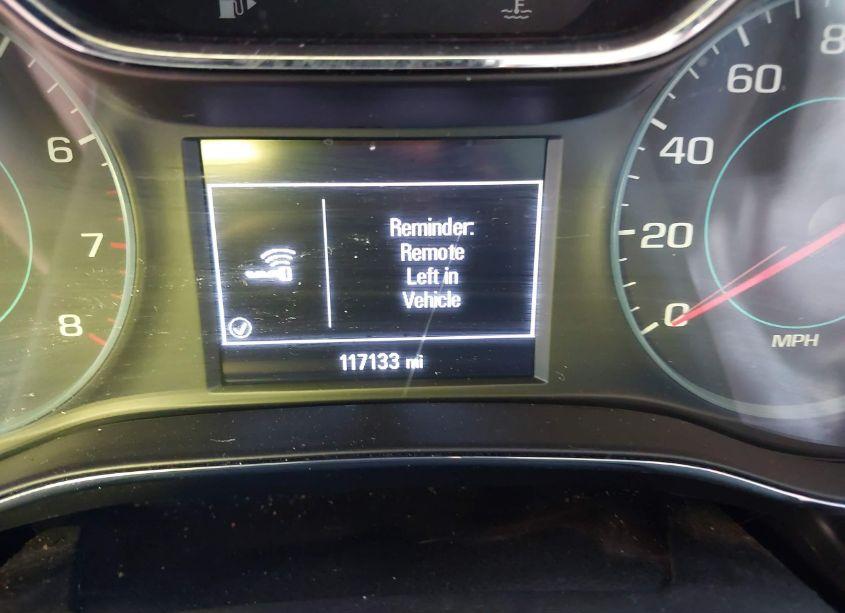 6
7
8
Reminder:
Remote
Left in
Vehicle
117133 mi
60
40
20
0
MPH